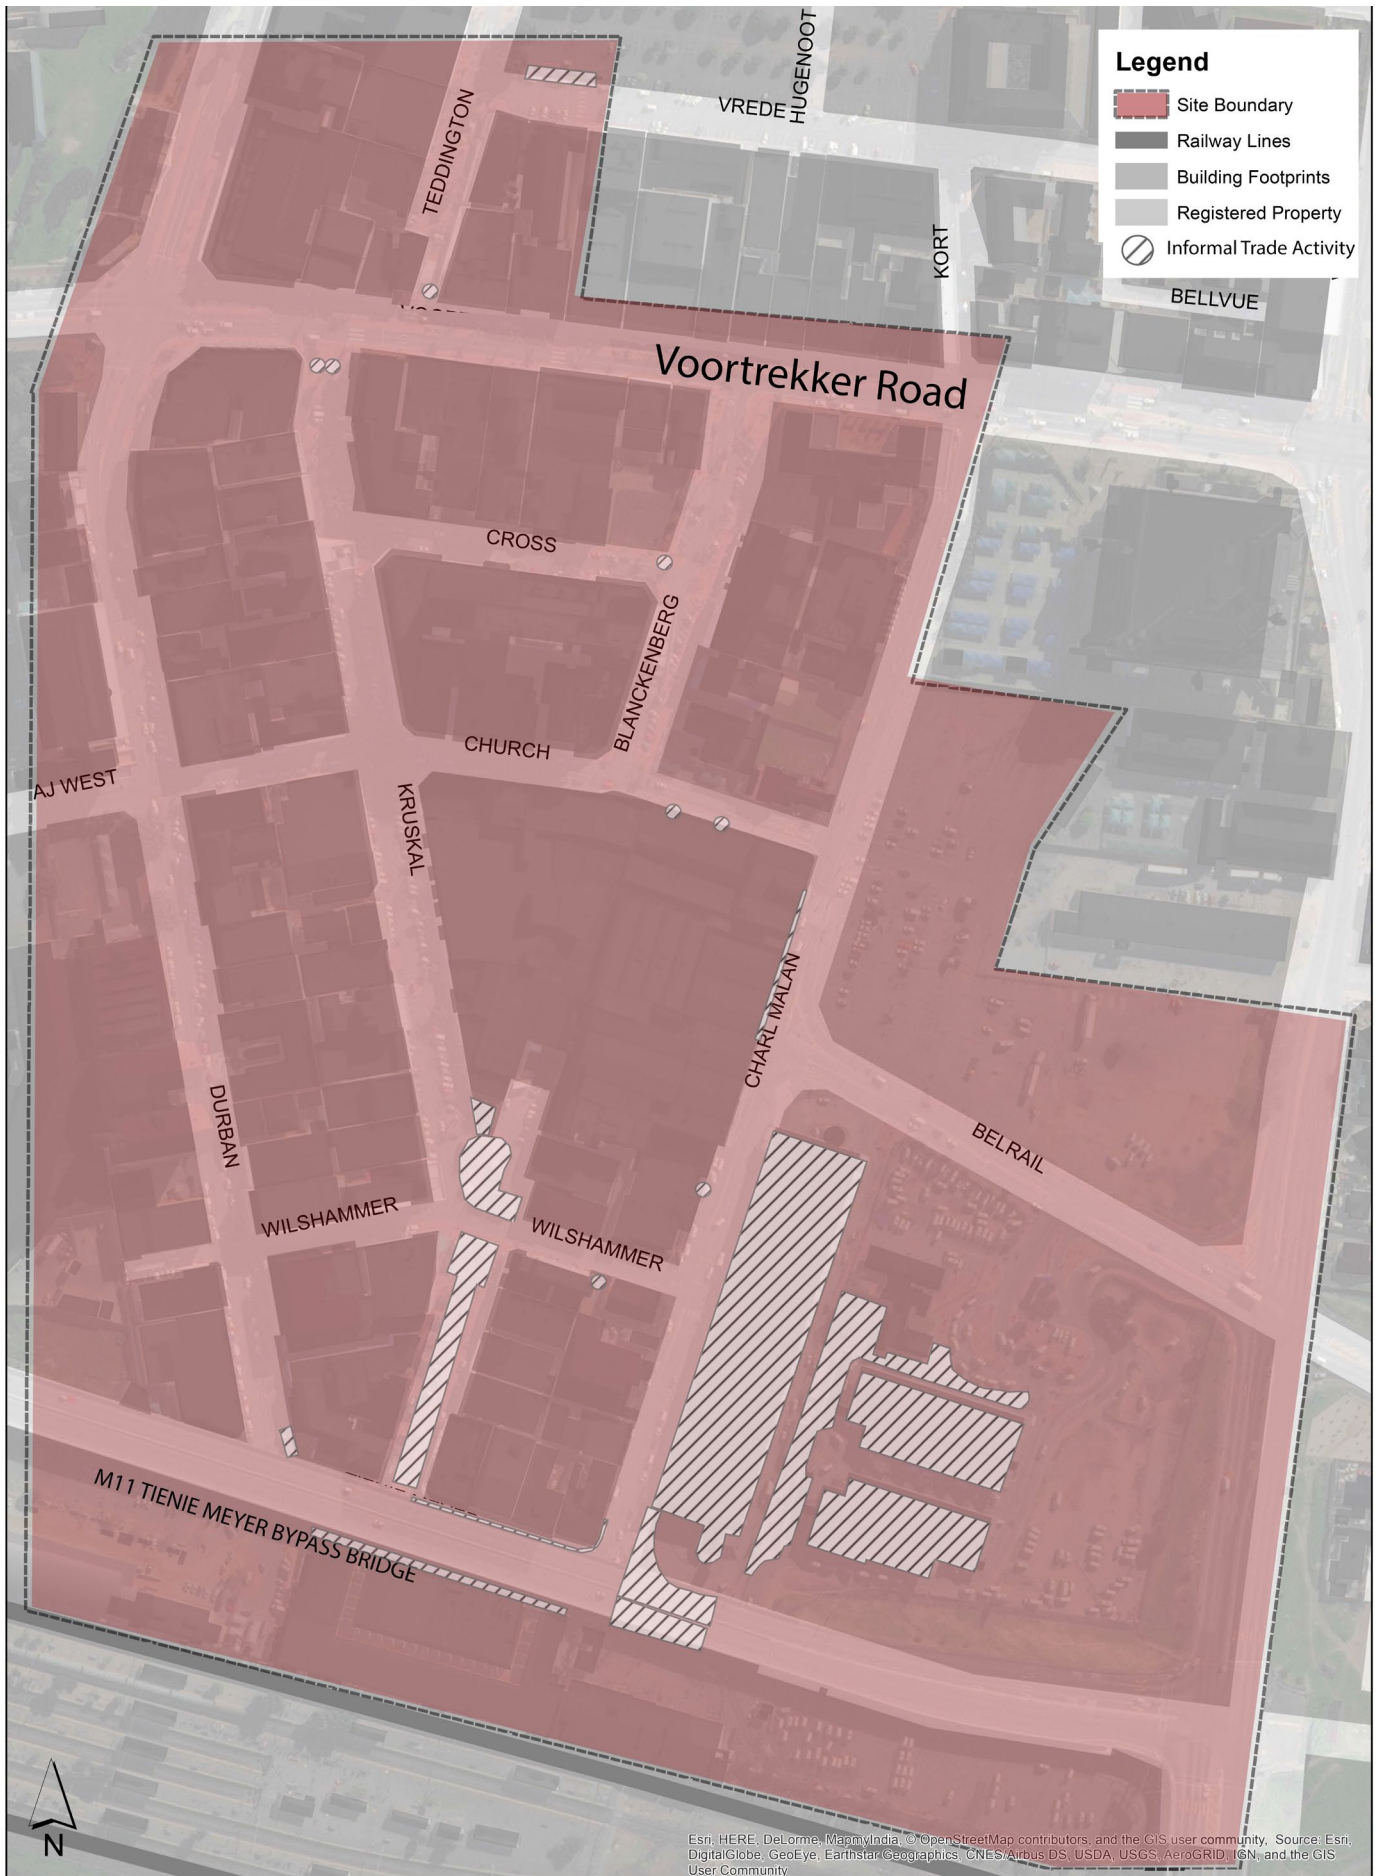 HUGENOOT
Legend
Site Boundary
Railway Lines
Building Footprints
Registered Property
Informal Trade Activity
VREDE
TEDDINGTON
KORT
BELLVUE
Voortrekker Road
CROSS
BLANCKENBERG
CHURCH
AJ WEST
KRUSKAL
CHARL MALAN
DURBAN
BELRAIL
WILSHAMMER
WILSHAMMER
M11 TIENIE MEYER BYPASS BRIDGE
N
Esri, HERE, DeLorme, MapmyIndia, © OpenStreetMap contributors, and the GIS user community, Source: Esri,
DigitalGlobe, GeoEye, Earthstar Geographics, CNES/Airbus DS, USDA, USGS, AeroGRID, IGN, and the GIS
User Community